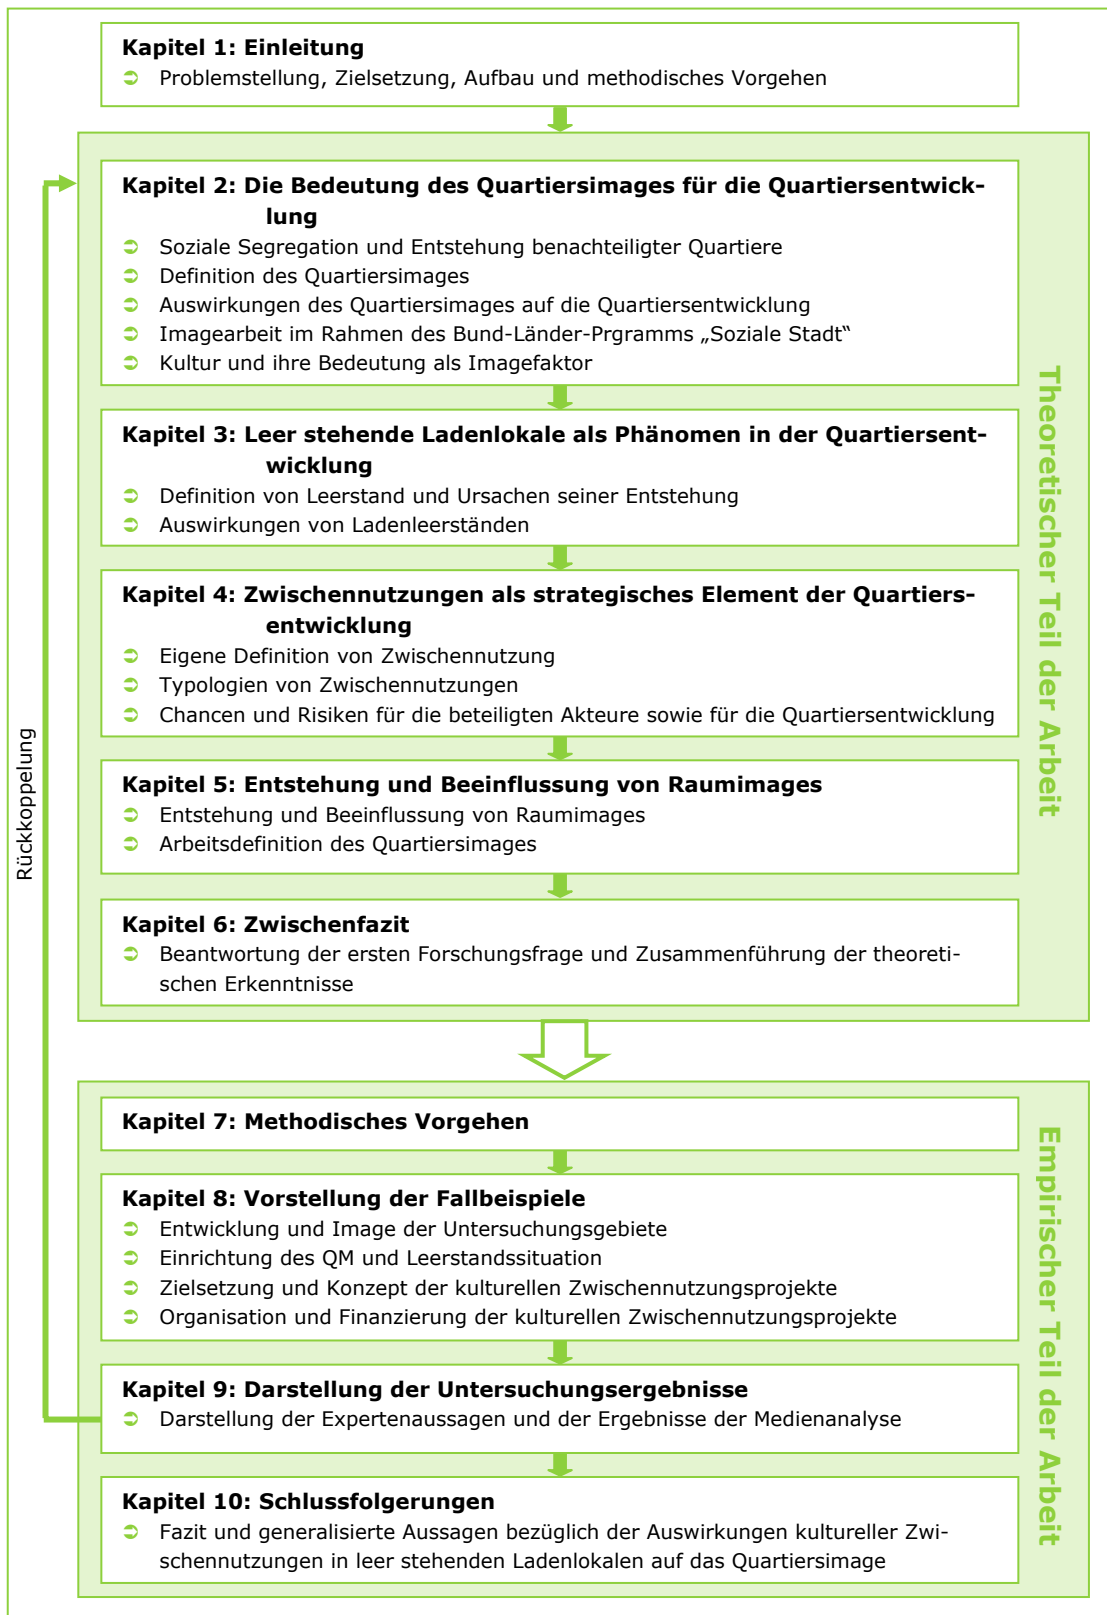 Kapitel 1: Einleitung
➲ Problemstellung, Zielsetzung, Aufbau und methodisches Vorgehen
Kapitel 2: Die Bedeutung des Quartiersimages für die Quartiersentwick-
lung
➲ Soziale Segregation und Entstehung benachteiligter Quartiere
➲ Definition des Quartiersimages
➲ Auswirkungen des Quartiersimages auf die Quartiersentwicklung
➲ Imagearbeit im Rahmen des Bund-Länder-Prgramms „Soziale Stadt“
➲ Kultur und ihre Bedeutung als Imagefaktor
Kapitel 3: Leer stehende Ladenlokale als Phänomen in der Quartiersent-
wicklung
➲ Definition von Leerstand und Ursachen seiner Entstehung
➲ Auswirkungen von Ladenleerständen
Kapitel 4: Zwischennutzungen als strategisches Element der Quartiers-
entwicklung
➲ Eigene Definition von Zwischennutzung
➲ Typologien von Zwischennutzungen
➲ Chancen und Risiken für die beteiligten Akteure sowie für die Quartiersentwicklung
Kapitel 5: Entstehung und Beeinflussung von Raumimages
➲ Entstehung und Beeinflussung von Raumimages
➲ Arbeitsdefinition des Quartiersimages
Kapitel 6: Zwischenfazit
➲ Beantwortung der ersten Forschungsfrage und Zusammenführung der theoreti-
schen Erkenntnisse
Theoretischer Teil der Arbeit
Rückkoppelung
Kapitel 7: Methodisches Vorgehen
Kapitel 8: Vorstellung der Fallbeispiele
➲ Entwicklung und Image der Untersuchungsgebiete
➲ Einrichtung des QM und Leerstandssituation
➲ Zielsetzung und Konzept der kulturellen Zwischennutzungsprojekte
➲ Organisation und Finanzierung der kulturellen Zwischennutzungsprojekte
Kapitel 9: Darstellung der Untersuchungsergebnisse
➲ Darstellung der Expertenaussagen und der Ergebnisse der Medienanalyse
Kapitel 10: Schlussfolgerungen
➲ Fazit und generalisierte Aussagen bezüglich der Auswirkungen kultureller Zwi-
schennutzungen in leer stehenden Ladenlokalen auf das Quartiersimage
Empirischer Teil der Arbeit